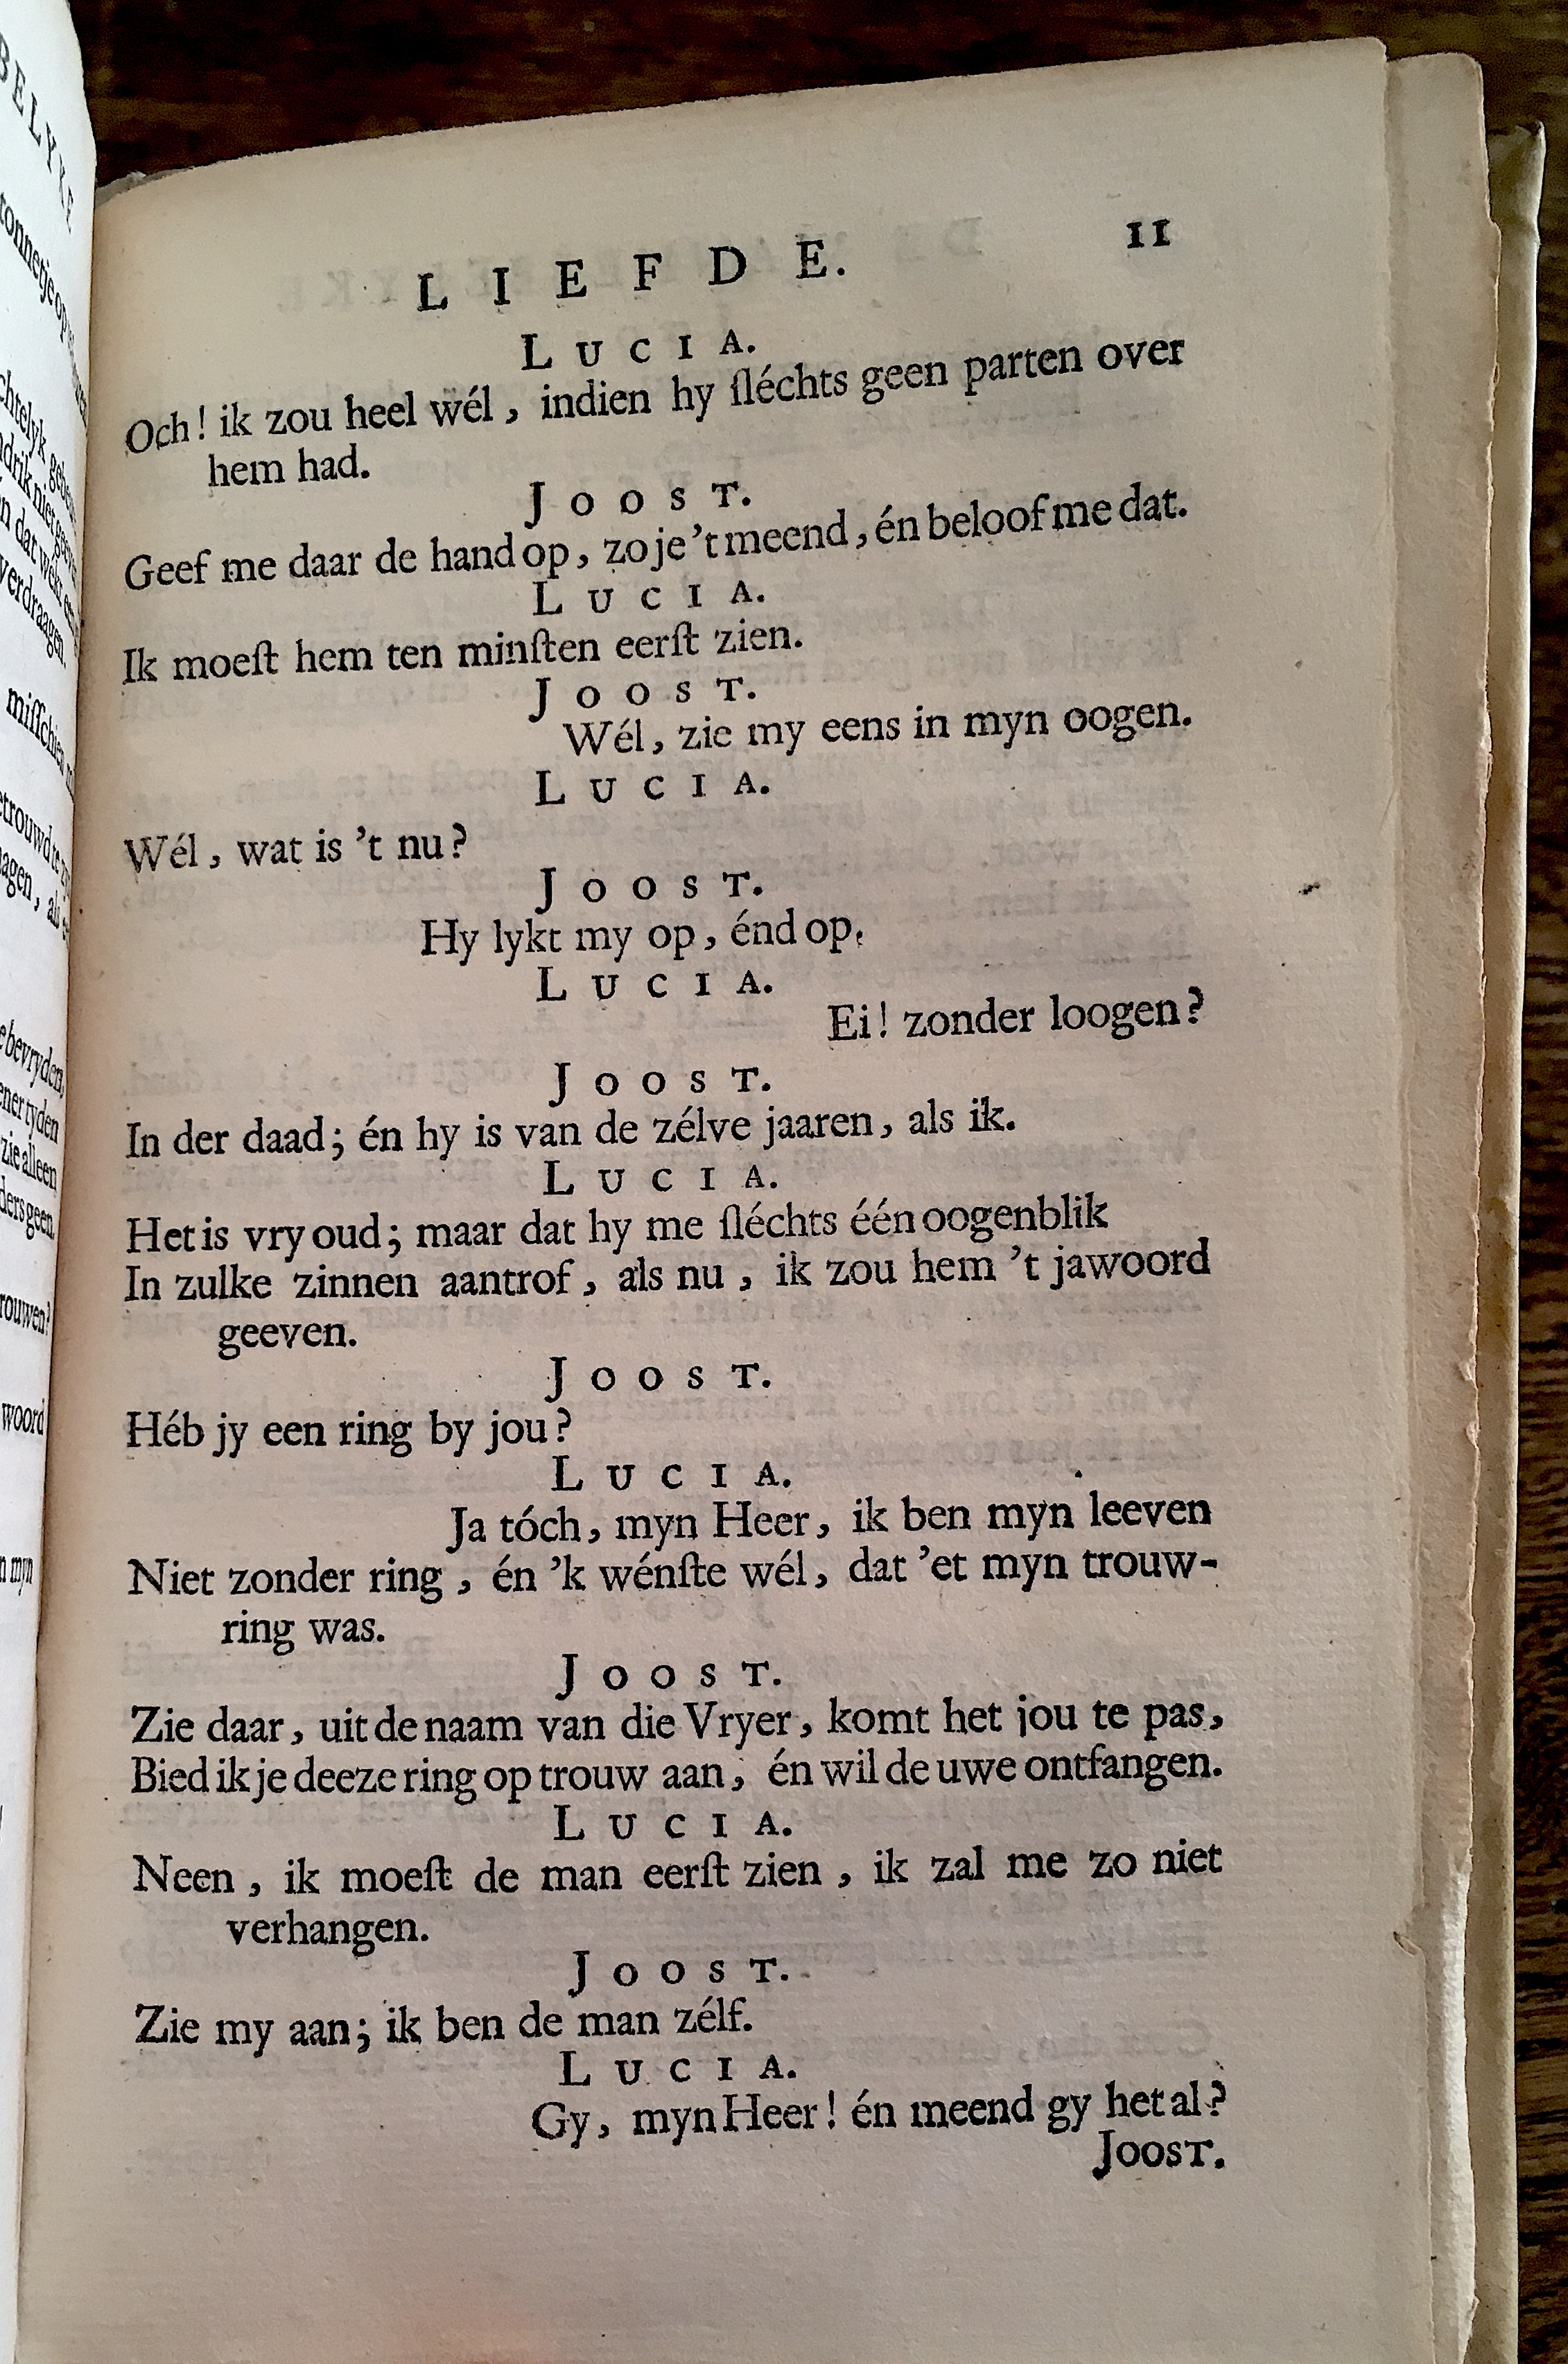 LIEFDE. 11
LUCIA.
Och! ik zou heel wél, indien hy ſléchts geen parten over
hem had.
JOOST.
Geef me daar de hand op, zo je 't meend, én beloof me dat.
LUCIA.
Ik moeſt hem ten minſten eerſt zien.
JOOST.
Wél, zie my eens in myn oogen.
LUCIA.
Wél, wat is 't nu?
JOOST.
Hy lykt my op, énd op.
LUCIA.
Ei! zonder loogen?
JOOST.
In der daad; én hy is van de zélve jaaren, als ik.
LUCIA.
Het is vry oud; maar dat hy me ſléchts één oogenblik
In zulke zinnen aantrof, als nu, ik zou hem 't jawoord
geeven.
JOOST.
Héb jy een ring by jou?
LUCIA.
Ja tóch, myn Heer, ik ben myn leeven
Niet zonder ring, én 'k wénſte wél, dat 'et myn trouw-
ring was.
JOOST.
Zie daar, uit de naam van die Vryer, komt het jou te pas,
Bied ik je deeze ring op trouw aan, én wil de uwe ontfangen.
LUCIA.
Neen, ik moeſt de man eerſt zien, ik zal me zo niet
verhangen.
JOOST.
Zie my aan; ik ben de man zélf.
LUCIA.
Gy, myn Heer! én meend gy het al?
JOOST.